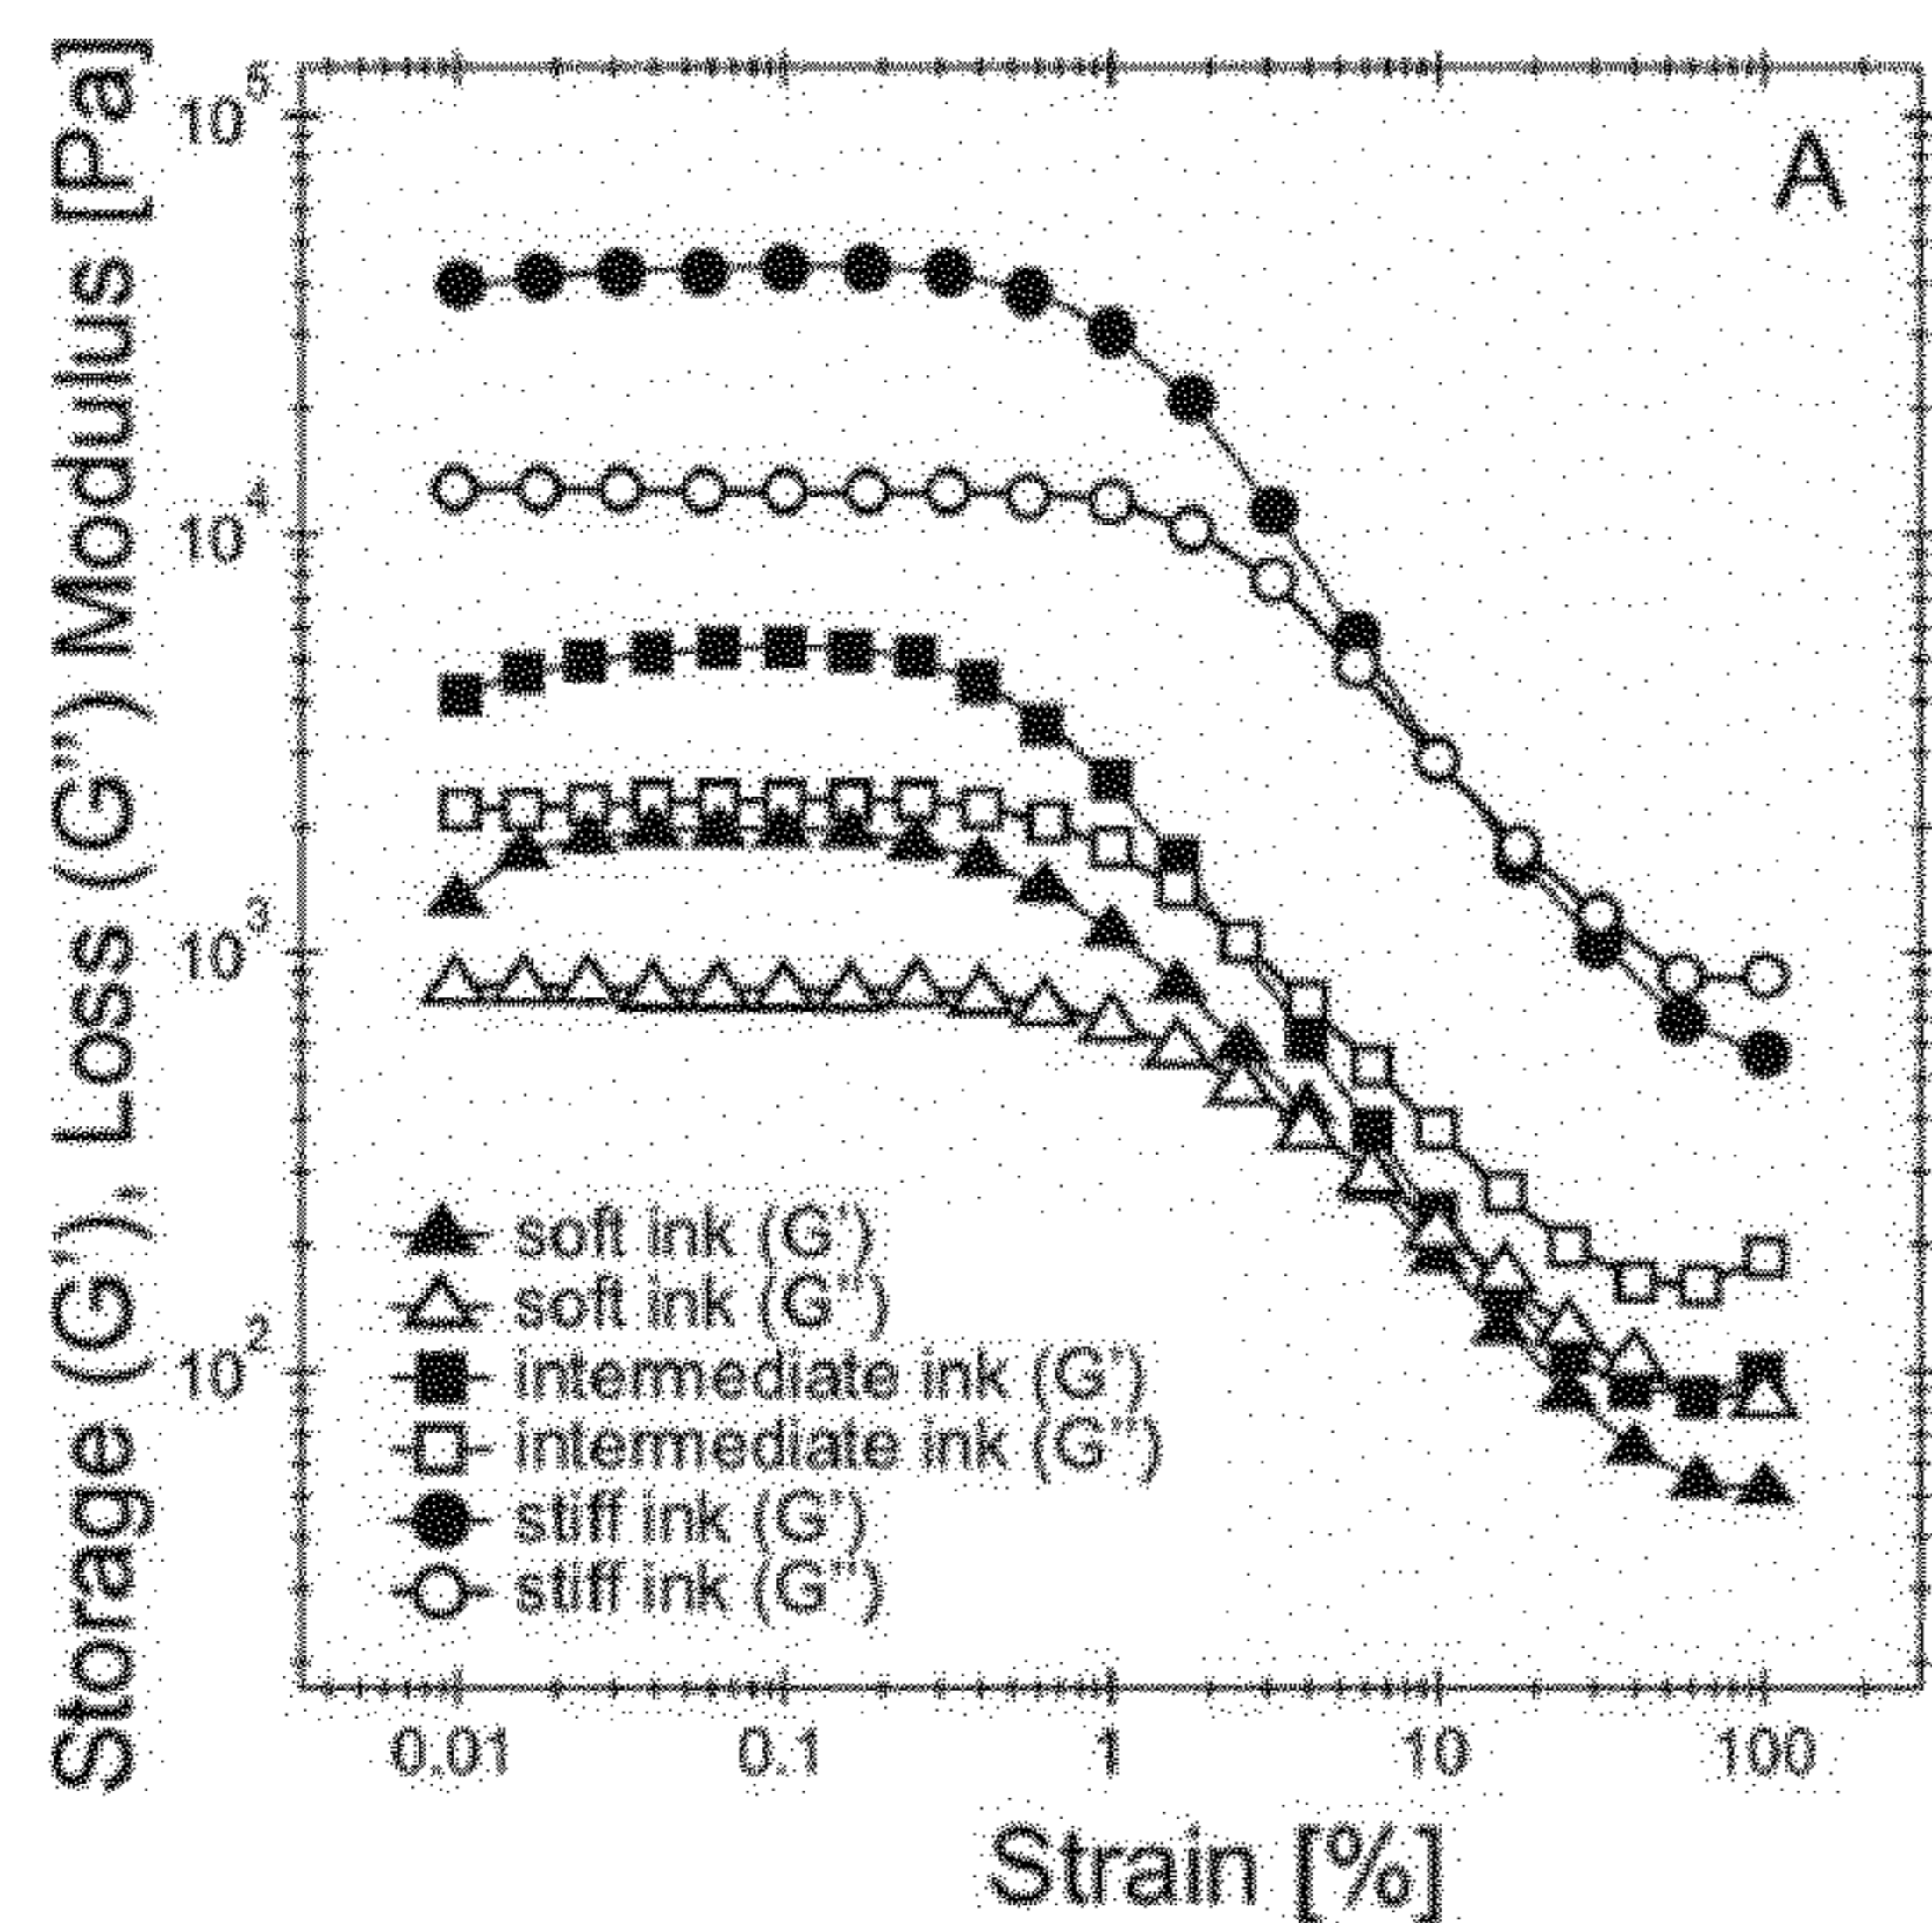 Storage (G'), Loss (G'') Modulus [Pa]
A
10^5
10^4
10^3
10^2
soft ink (G')
soft ink (G'')
intermediate ink (G')
intermediate ink (G'')
stiff ink (G')
stiff ink (G'')
0.01 0.1 1 10 100
Strain [%]